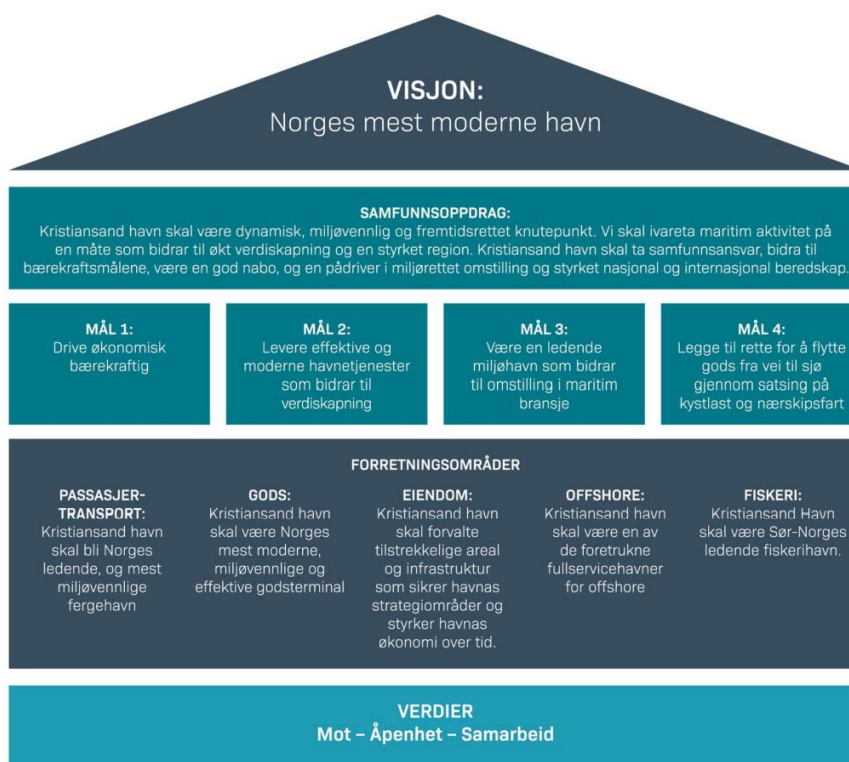 VISJON:
Norges mest moderne havn
SAMFUNNSOPPDRAG:
Kristiansand havn skal være dynamisk, miljøvennlig og fremtidsrettet knutepunkt. Vi skal ivareta maritim aktivitet på
en måte som bidrar til økt verdiskapning og en styrket region. Kristiansand havn skal ta samfunnsansvar, bidra til
bærekraftsmålene, være en god nabo, og en pådriver i miljørettet omstilling og styrket nasjonal og internasjonal beredskap.
MÅL 1:
Drive økonomisk
bærekraftig
MÅL 2:
Levere effektive og
moderne havnetjenester
som bidrar til
verdiskapning
MÅL 3:
Være en ledende
miljøhavn som bidrar
til omstilling i maritim
bransje
MÅL 4:
Legge til rette for å flytte
gods fra vei til sjø
gjennom satsing på
kystlast og nærskipsfart
FORRETNINGSOMRÅDER
PASSASJER-
TRANSPORT:
Kristiansand havn
skal bli Norges
ledende, og mest
miljøvennlige
fergehavn
GODS:
Kristiansand havn
skal være Norges
mest moderne,
miljøvennlige og
effektive godsterminal
EIENDOM:
Kristiansand havn
skal forvalte
tilstrekkelige areal
og infrastruktur
som sikrer havnas
strategiområder og
styrker havnas
økonomi over tid.
OFFSHORE:
Kristiansand havn
skal være en av
de foretrukne
fullservicehavner
for offshore
FISKERI:
Kristiansand Havn
skal være Sør-Norges
ledende fiskerihavn.
VERDIER
Mot – Åpenhet – Samarbeid